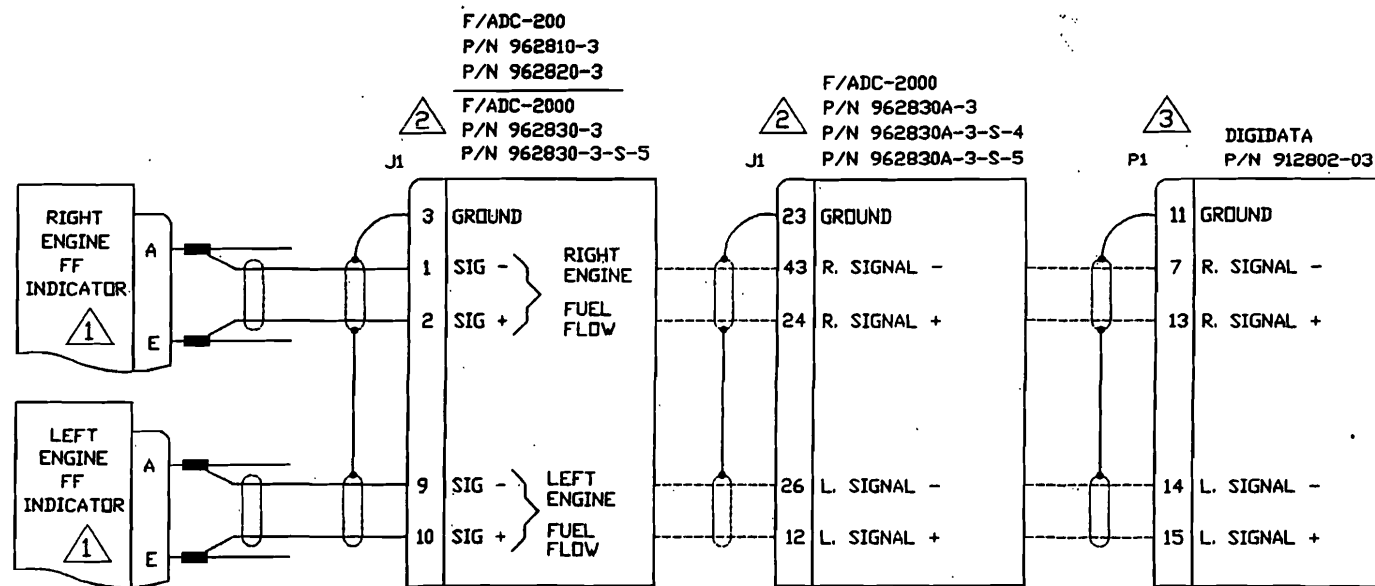 F/ADC-200
P/N 962810-3
P/N 962820-3
F/ADC-2000
P/N 962830-3
P/N 962830-3-S-5
2
J1
F/ADC-2000
P/N 962830A-3
P/N 962830A-3-S-4
P/N 962830A-3-S-5
2
J1
DIGIDATA
P/N 912802-03
3
P1
RIGHT
ENGINE
FF
INDICATOR
1
A
E
3 GROUND
1 SIG -
2 SIG +
RIGHT
ENGINE
FUEL
FLOW
23 GROUND
43 R. SIGNAL -
24 R. SIGNAL +
11 GROUND
7 R. SIGNAL -
13 R. SIGNAL +
LEFT
ENGINE
FF
INDICATOR
1
A
E
9 SIG -
10 SIG +
LEFT
ENGINE
FUEL
FLOW
26 L. SIGNAL -
12 L. SIGNAL +
14 L. SIGNAL -
15 L. SIGNAL +